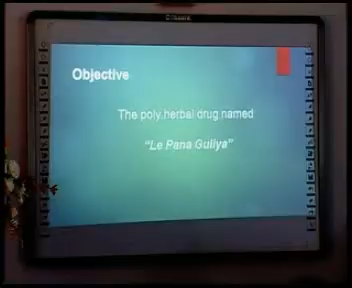 Objective
The poly.herbal drug named
“Le Pana Guliya”